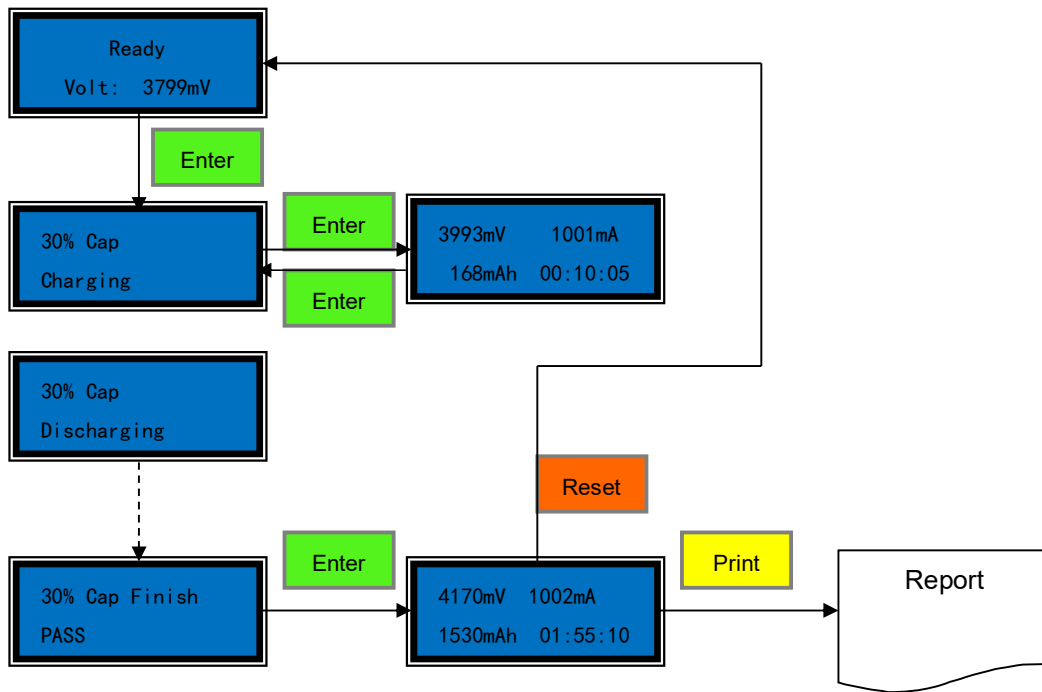 Ready
Volt: 3799mV
Enter
30% Cap
Charging
Enter
Enter
3993mV 1001mA
168mAh 00:10:05
30% Cap
Discharging
Reset
30% Cap Finish
PASS
Enter
4170mV 1002mA
1530mAh 01:55:10
Print
Report